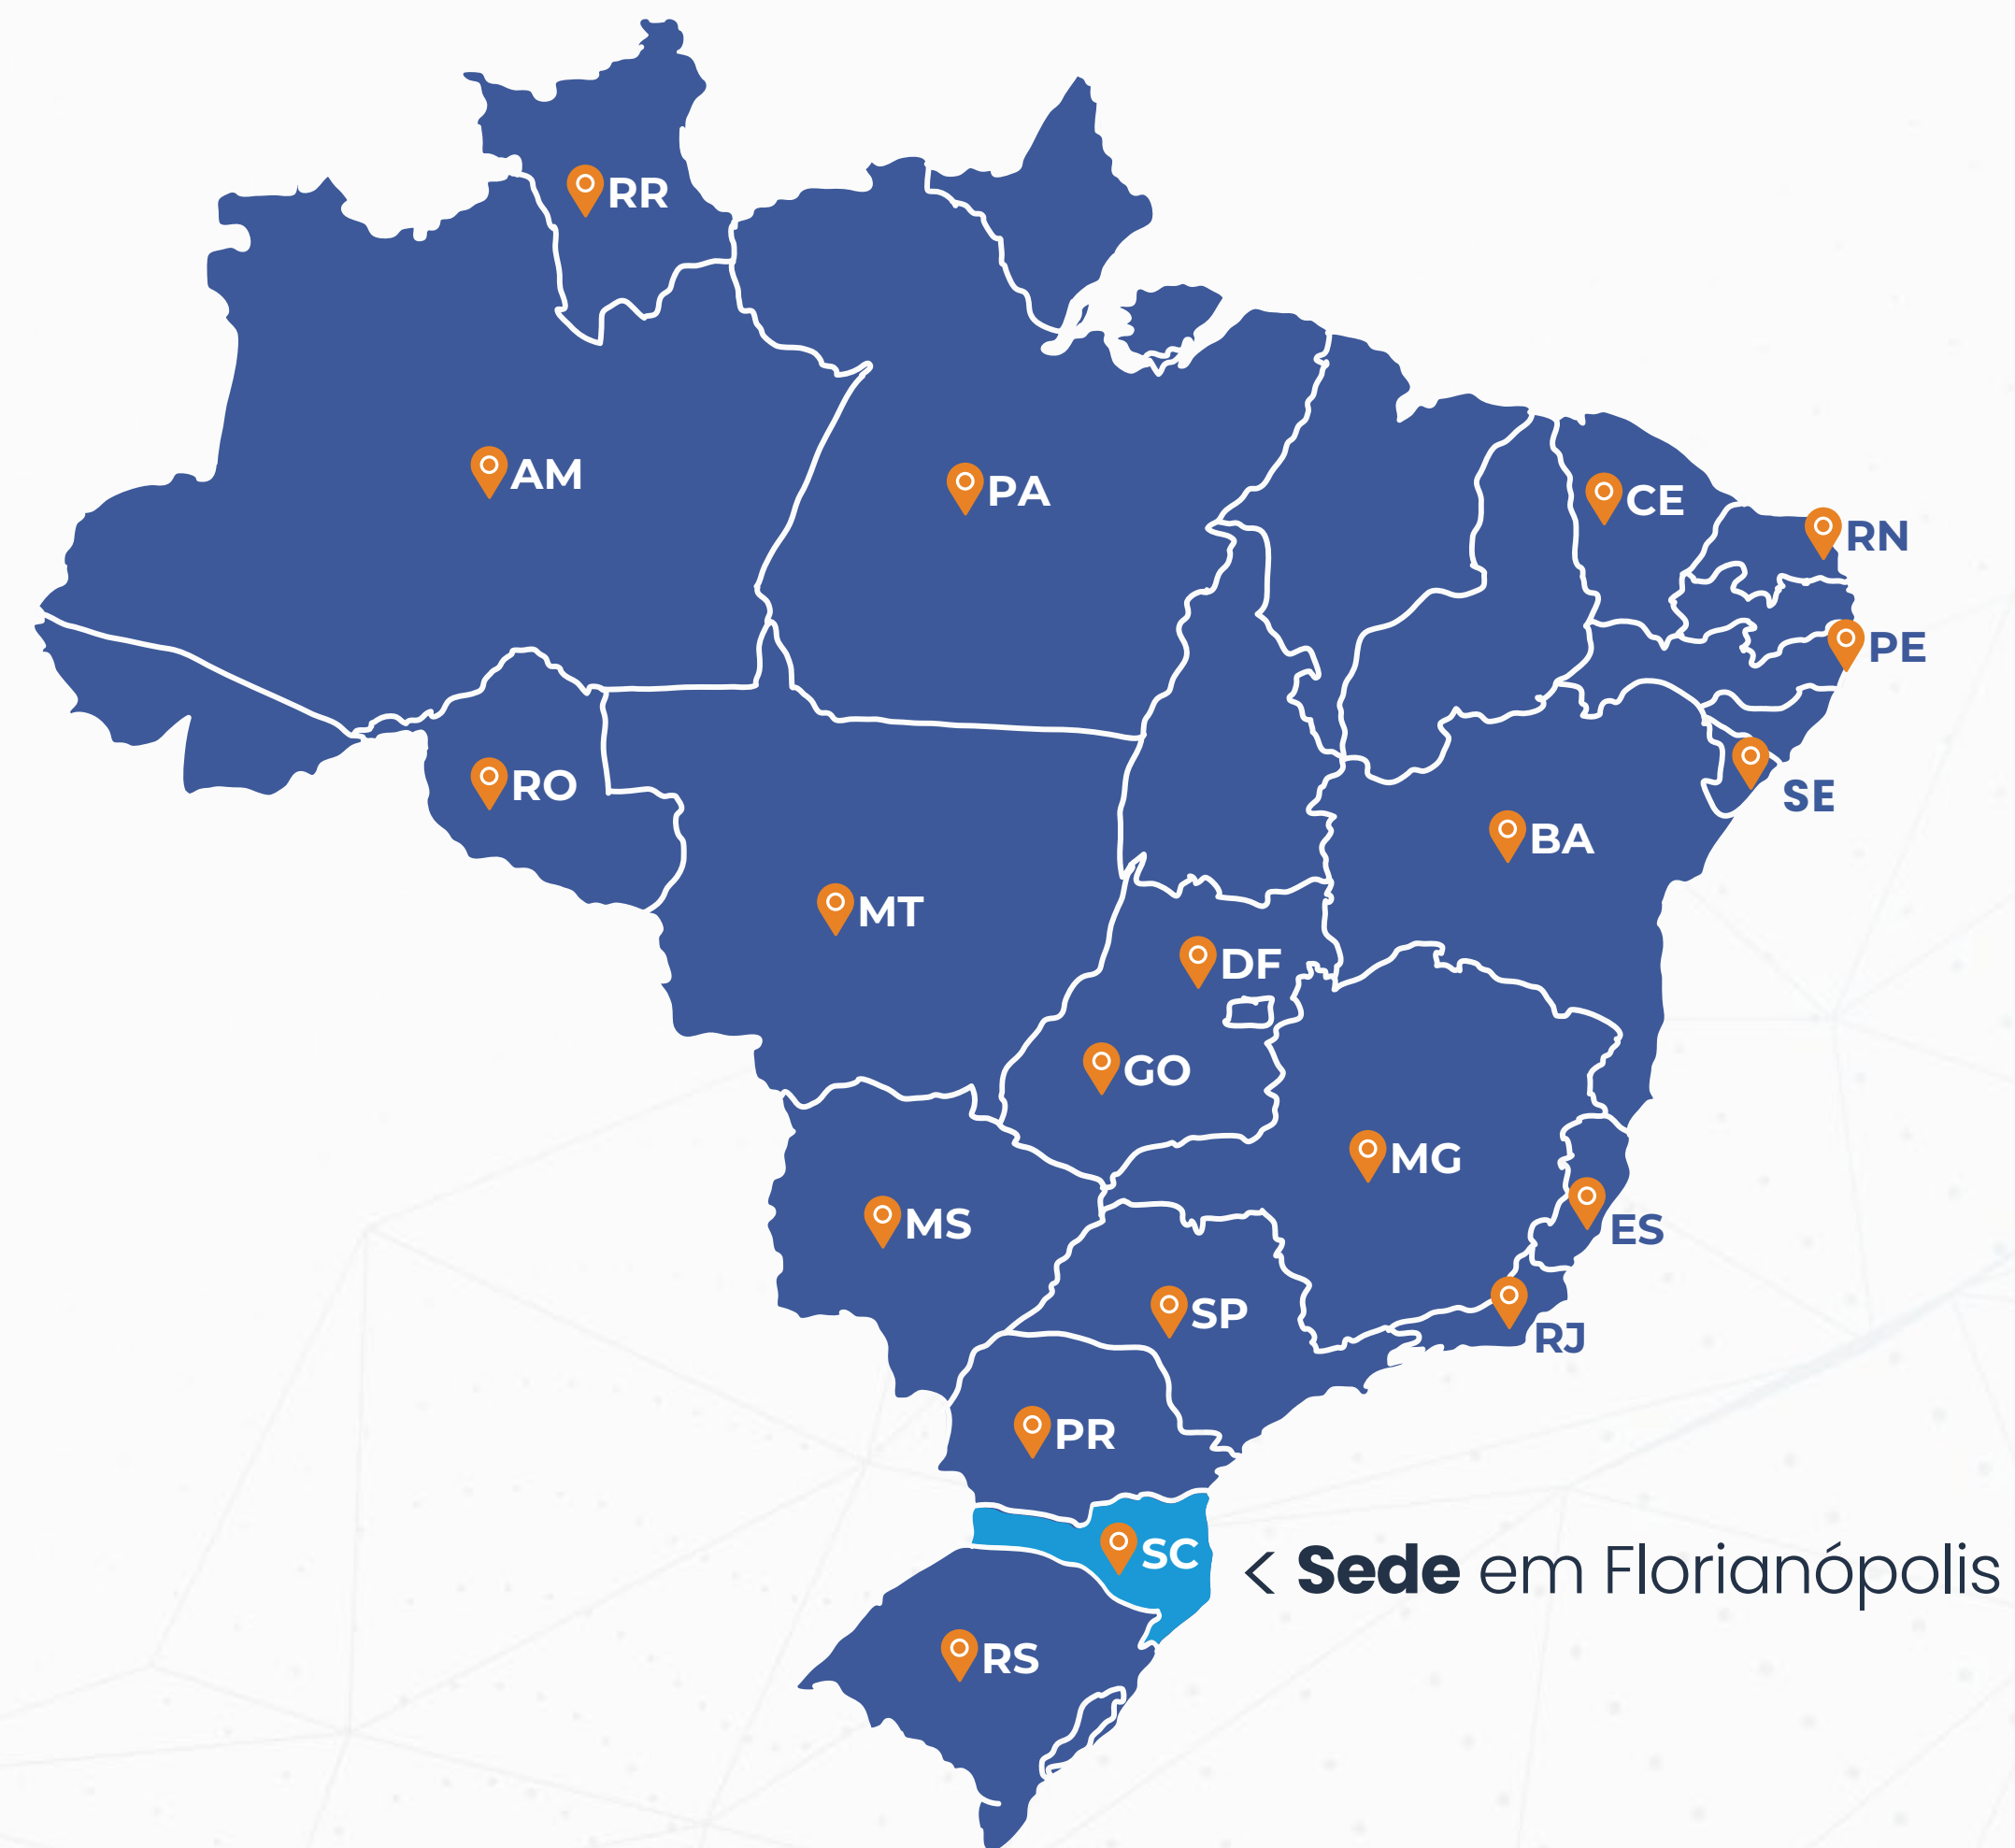 RR
AM
PA
CE
RN
PE
RO
SE
BA
MT
DF
GO
MG
MS
ES
SP
RJ
PR
SC
< Sede em Florianópolis
RS